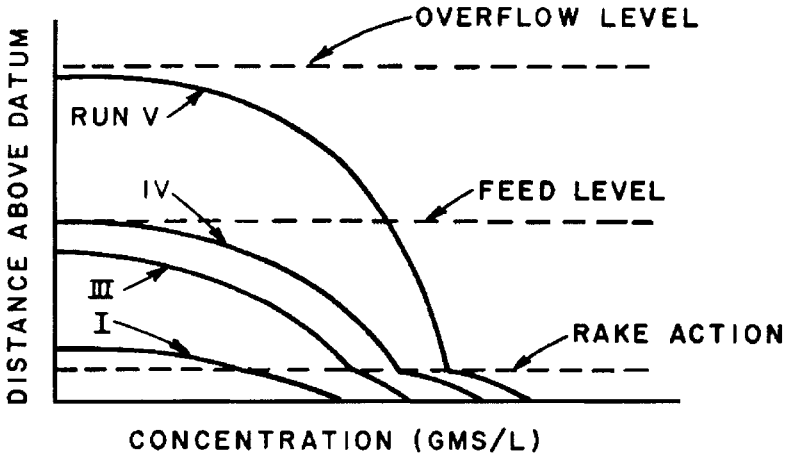 OVERFLOW LEVEL
RUN V
IV
FEED LEVEL
III
I
RAKE ACTION
DISTANCE ABOVE DATUM
CONCENTRATION (GMS/L)